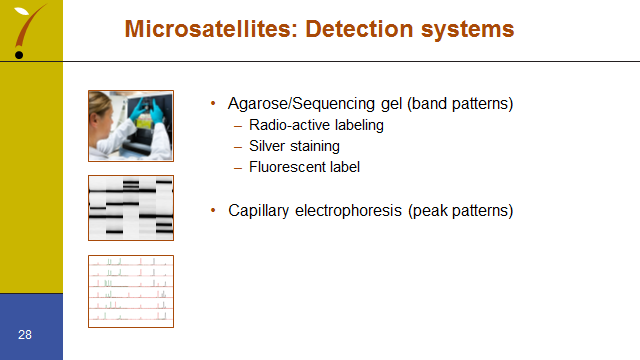 Microsatellites: Detection systems
• Agarose/Sequencing gel (band patterns)
– Radio-active labeling
– Silver staining
– Fluorescent label
• Capillary electrophoresis (peak patterns)
28